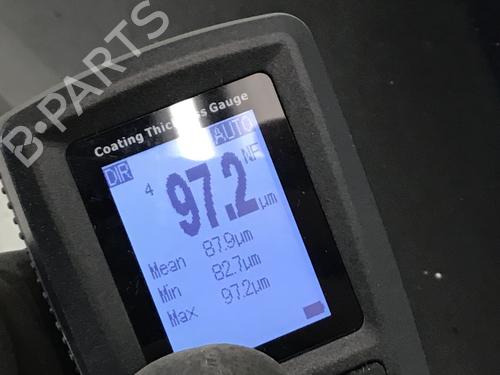 B-PARTS
Coating Thickness Gauge
DIR AUTO
4 97.2 NF μm
Mean 87.9μm
Min 82.7μm
Max 97.2μm